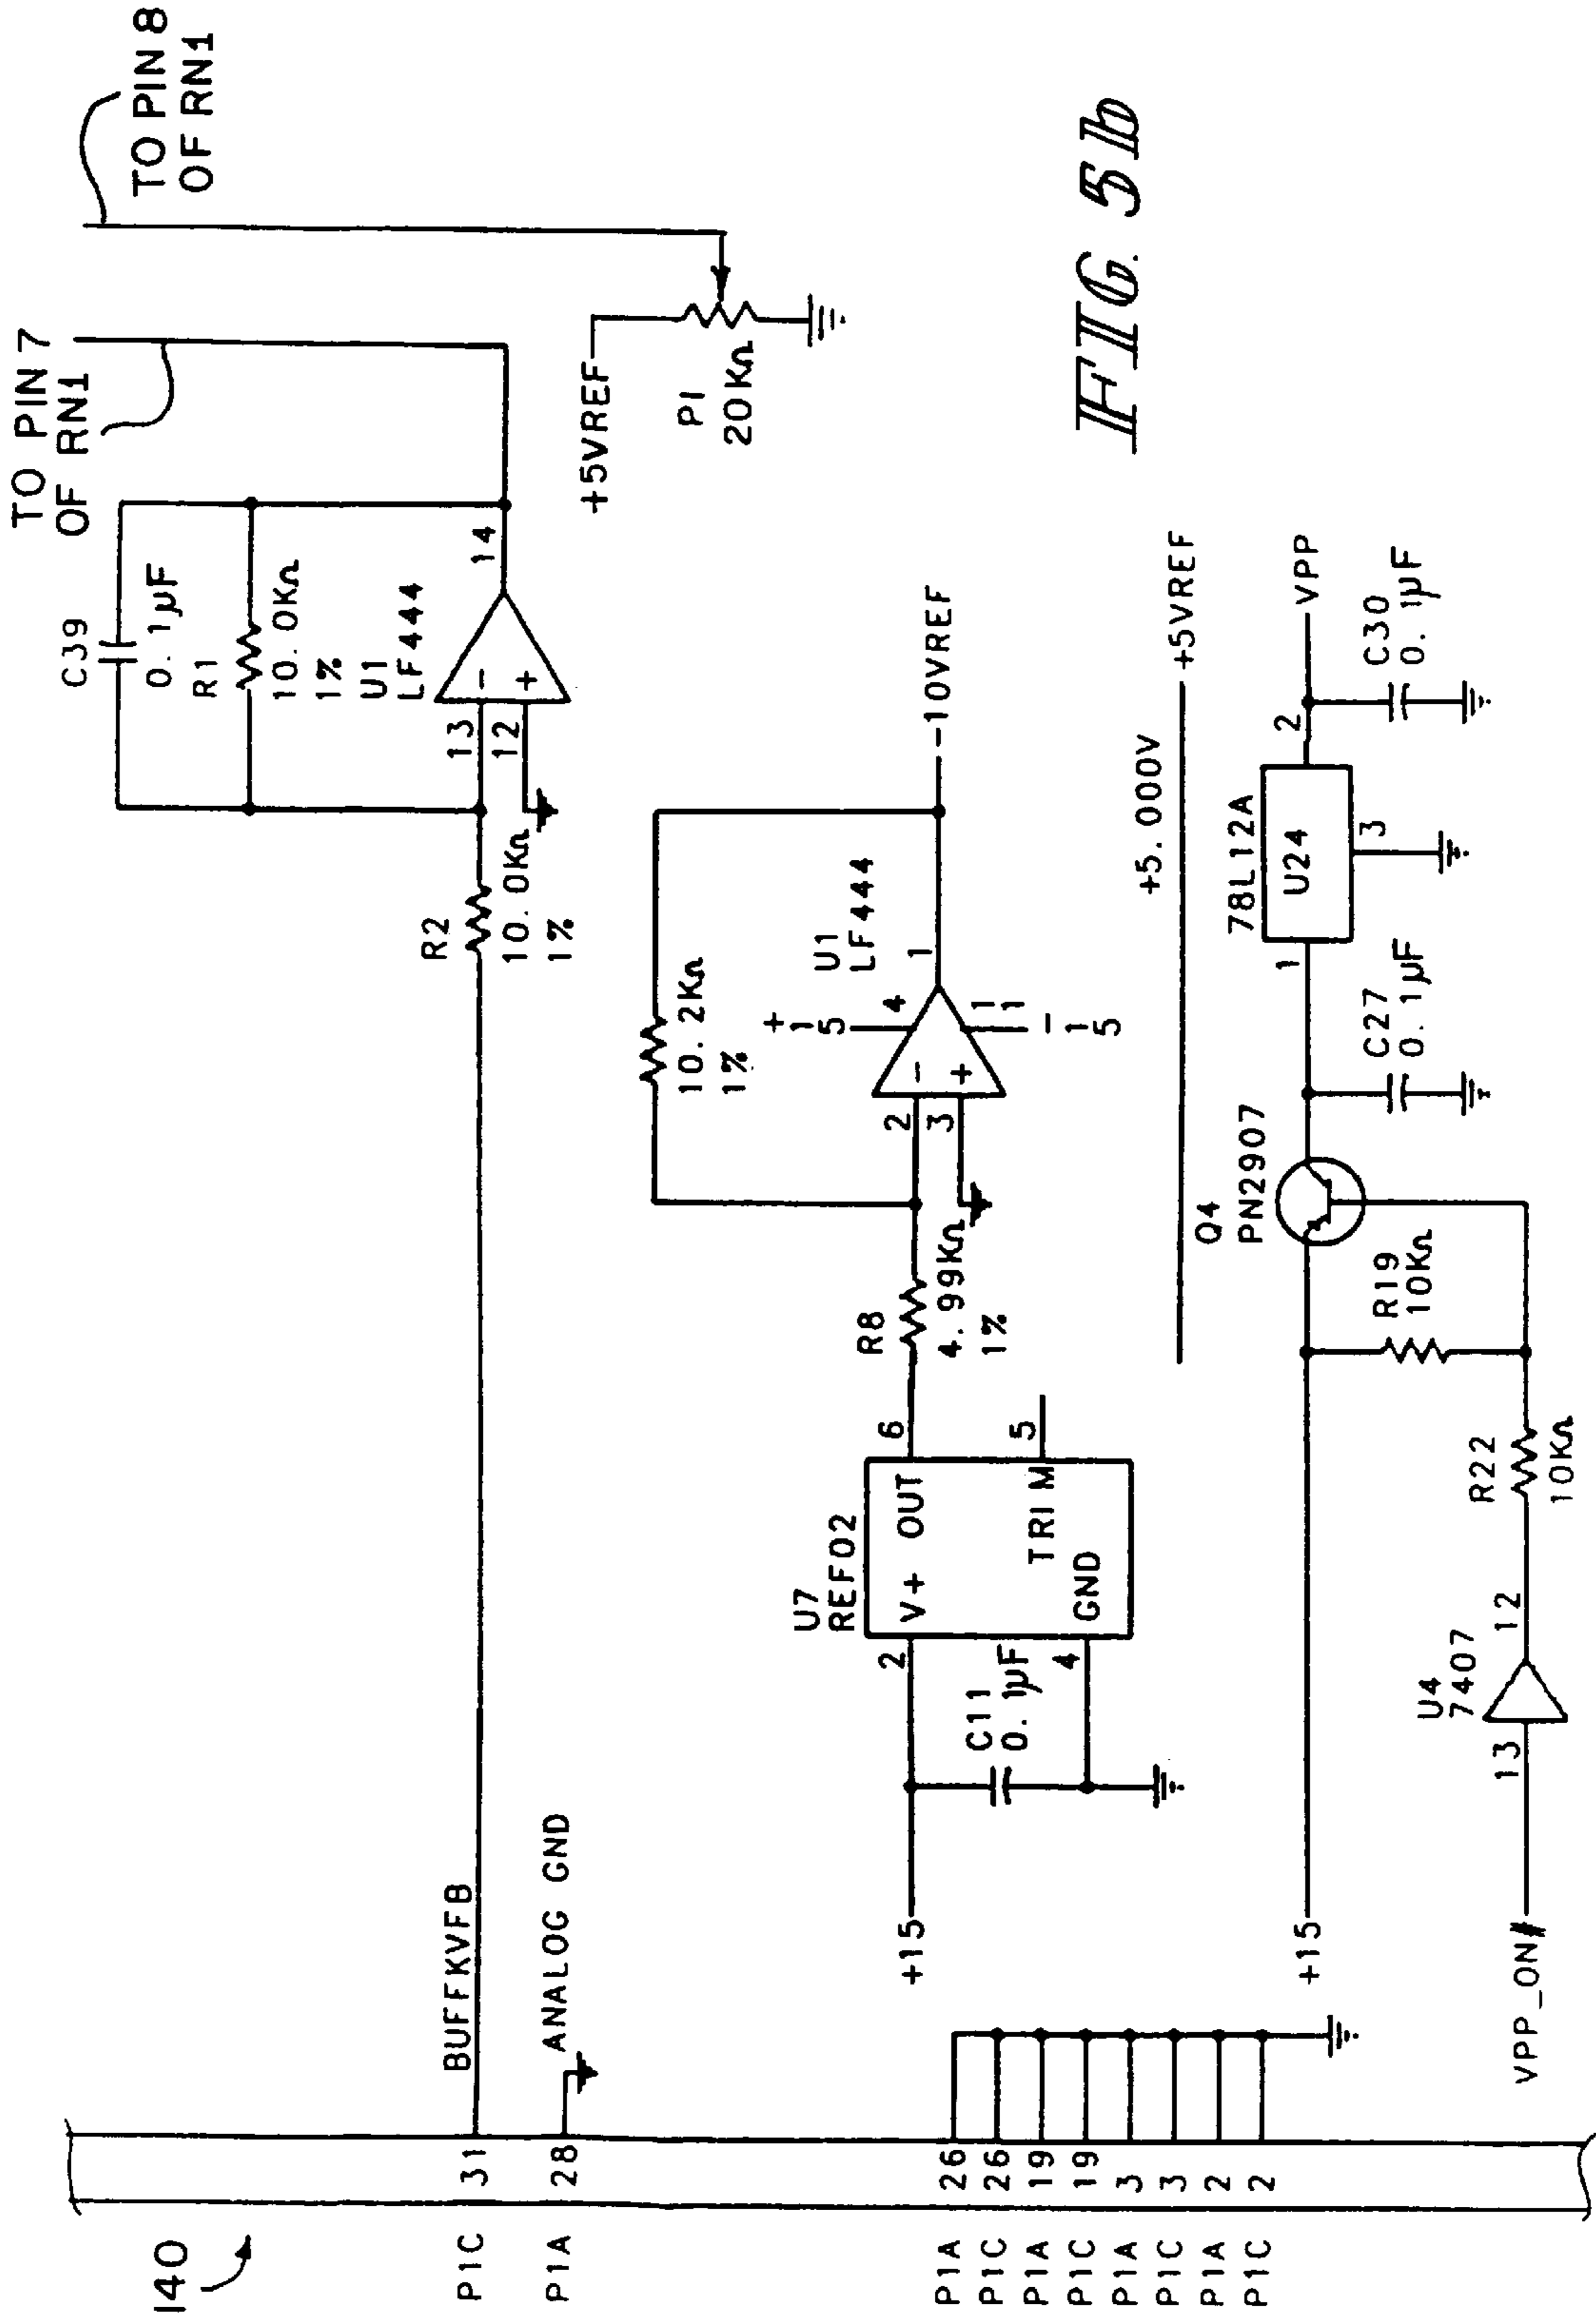 TO PIN 7
OF RN1
TO PIN 8
OF RN1
C39
0.1µF
R1
10.0KΩ
1%
U1
LF444
13
12
-
+
14
R2
10.0KΩ
1%
BUFFKVFB
ANALOG GND
140
P1C 31
P1A 28
+5VREF
P1
20KΩ
10.2KΩ
1%
U1
LF444
+15
4
2
3
-
+
1
11
-15
-10VREF
R8
4.99KΩ
1%
U7
REF02
V+ OUT
TRIM
GND
2
6
5
4
C11
0.1µF
+15
+5.000V
+5VREF
P1A 26
P1C 26
P1A 19
P1C 19
P1A 3
P1C 3
P1A 2
P1C 2
+15
Q4
PN2907
78L12A
U24
1
2
3
VPP
C27
0.1µF
C30
0.1µF
R19
10KΩ
R22
10KΩ
U4
7407
13
12
VPP_ON#
FIG. 5b